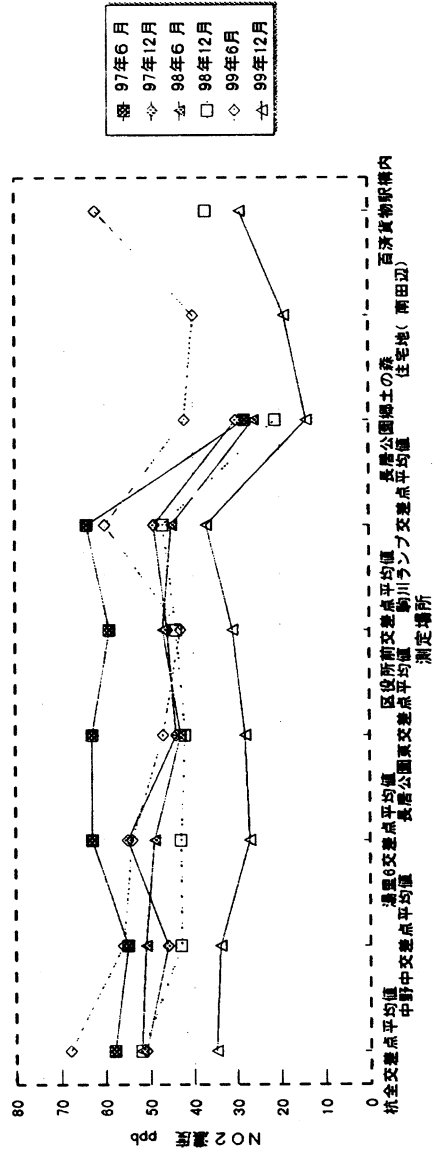 80
70
60
50
40
30
20
10
0
NO2濃度 ppb
杭全交差点平均値
中野中交差点平均値
湯里6交差点平均値
長居公園東交差点平均値
区役所前交差点平均値
駒川ランプ交差点平均値
長居公園郷土の森
住宅地(南田辺)
百済貨物駅構内
測定場所
97年6月
97年12月
98年6月
98年12月
99年6月
99年12月